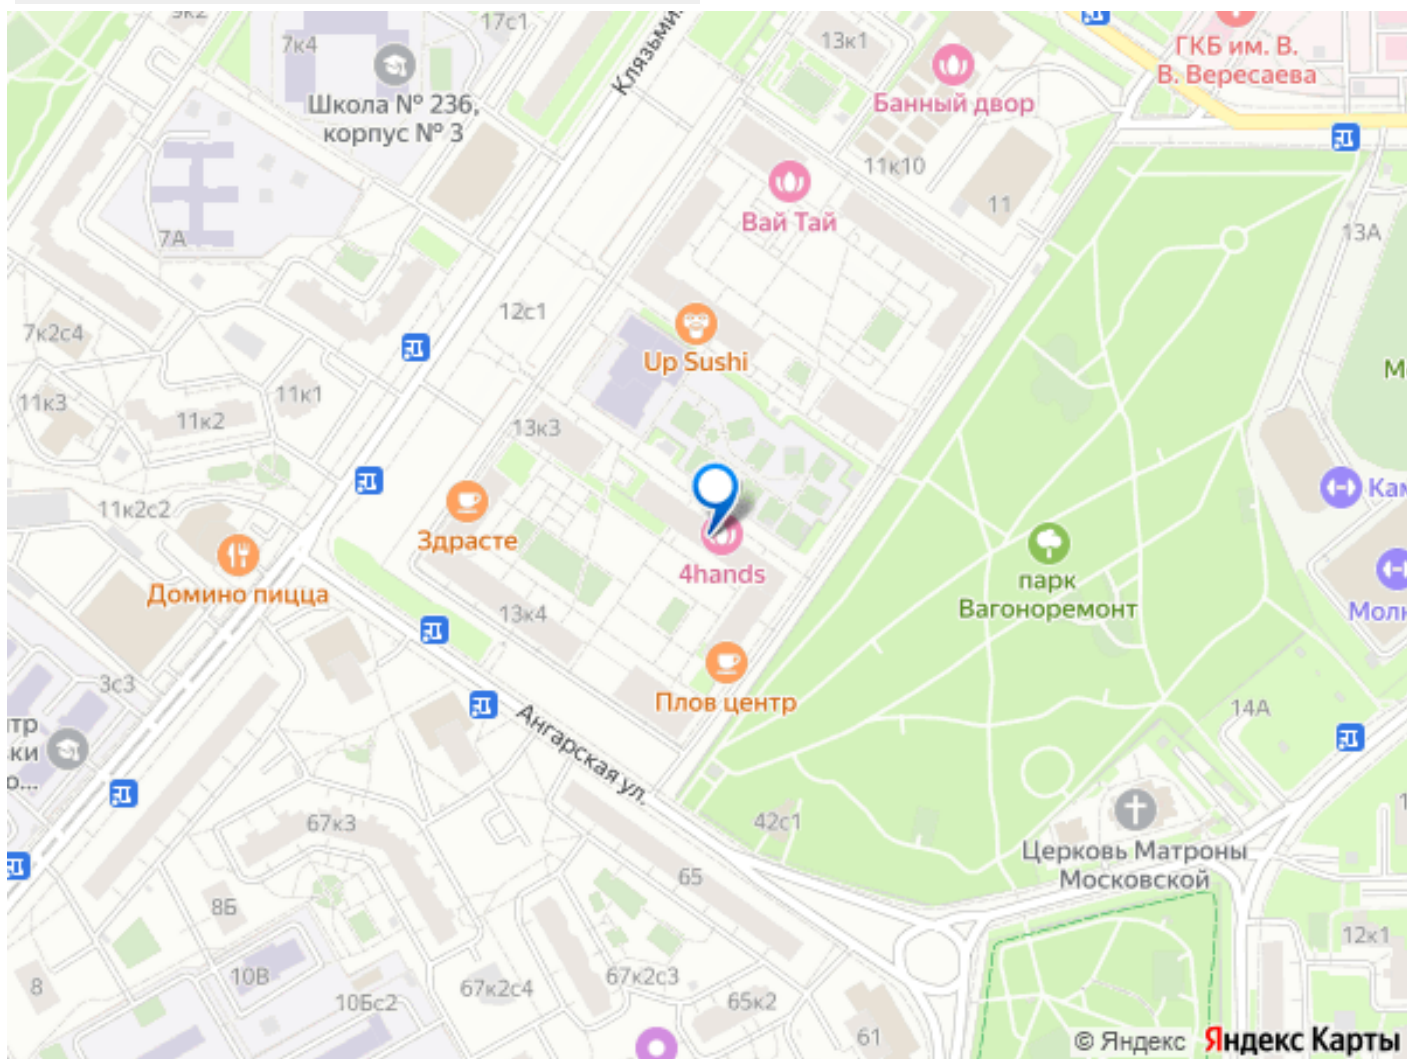 17с1
7к4
Школа № 236,
корпус № 3
Клязьми
13к1
Банный двор
ГКБ им. В.
В. Вересаева
11к10
11
Вай Тай
7А
13А
12с1
7к2с4
Up Sushi
11к3
11к2
11к1
13к3
11к2с2
Здрасте
Домино пицца
4hands
13к4
парк
Вагоноремонт
Кам
Молн
3с3
Плов центр
14А
Ангарская ул.
67к3
42с1
65
Церковь Матроны
Московской
8Б
12к1
8
10В
10Бс2
67к2с4
67к2с3
65к2
61
© Яндекс Яндекс Карты